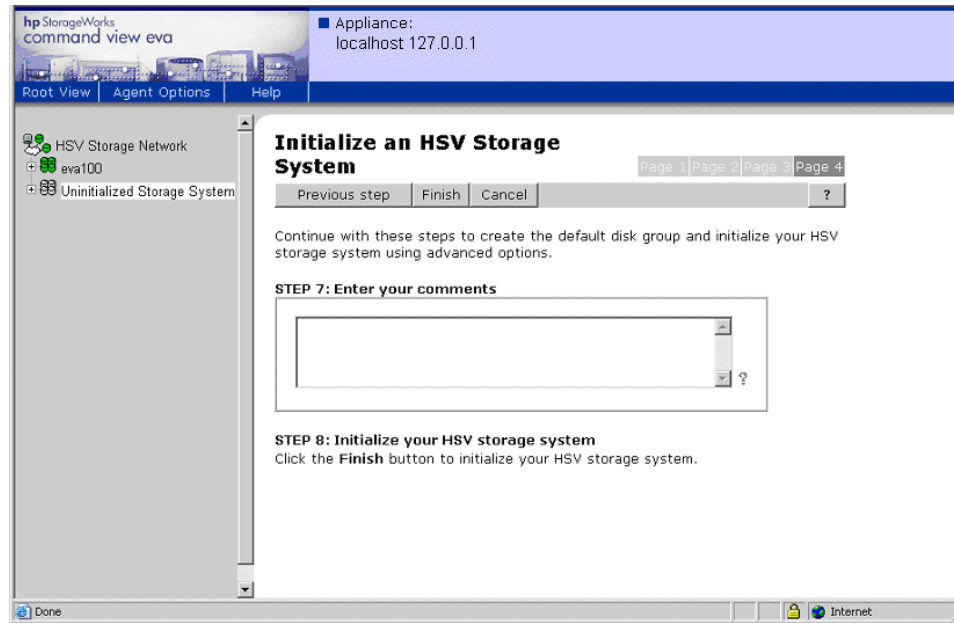 hp StorageWorks
command view eva
Appliance:
localhost 127.0.0.1
Root View Agent Options Help
HSV Storage Network
eva100
Uninitialized Storage System
Initialize an HSV Storage
System
Page 1 Page 2 Page 3 Page 4
Previous step Finish Cancel ?
Continue with these steps to create the default disk group and initialize your HSV
storage system using advanced options.
STEP 7: Enter your comments
?
STEP 8: Initialize your HSV storage system
Click the Finish button to initialize your HSV storage system.
Done Internet